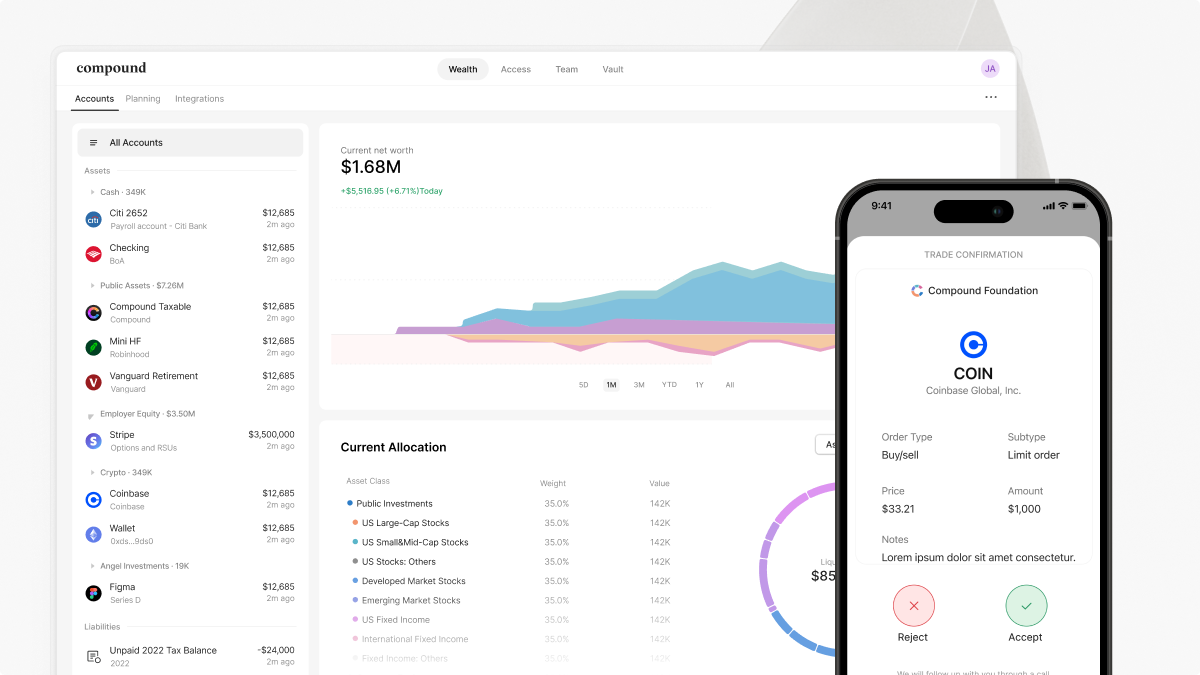 compound
Wealth Access Team Vault
JA
Accounts Planning Integrations
All Accounts
Assets
Cash · 349K
Citi 2652 $12,685
Payroll account - Citi Bank 2m ago
citi
Checking $12,685
BoA 2m ago
Public Assets · $7.26M
Compound Taxable $12,685
Compound 2m ago
Mini HF $12,685
Robinhood 2m ago
Vanguard Retirement $12,685
Vanguard 2m ago
V
Employer Equity · $3.50M
Stripe $3,500,000
Options and RSUs 2m ago
S
Crypto · 349K
Coinbase $12,685
Coinbase 2m ago
Wallet $12,685
0xds...9ds0 2m ago
Angel Investments · 19K
Figma $12,685
Series D 2m ago
Liabilities
Unpaid 2022 Tax Balance -$24,000
2022 2m ago
Current net worth
$1.68M
+$5,516.95 (+6.71%)Today
5D 1M 3M YTD 1Y All
Current Allocation
As
Asset Class Weight Value
Public Investments 35.0% 142K
US Large-Cap Stocks 35.0% 142K
US Small&Mid-Cap Stocks 35.0% 142K
US Stocks: Others 35.0% 142K
Developed Market Stocks 35.0% 142K
Emerging Market Stocks 35.0% 142K
US Fixed Income 35.0% 142K
International Fixed Income 35.0% 142K
Fixed Income: Others 35.0% 142K
Liqu
$85
9:41
TRADE CONFIRMATION
Compound Foundation
COIN
Coinbase Global, Inc.
Order Type Subtype
Buy/sell Limit order
Price Amount
$33.21 $1,000
Notes
Lorem ipsum dolor sit amet consectetur.
Reject Accept
We will follow up with you through a call